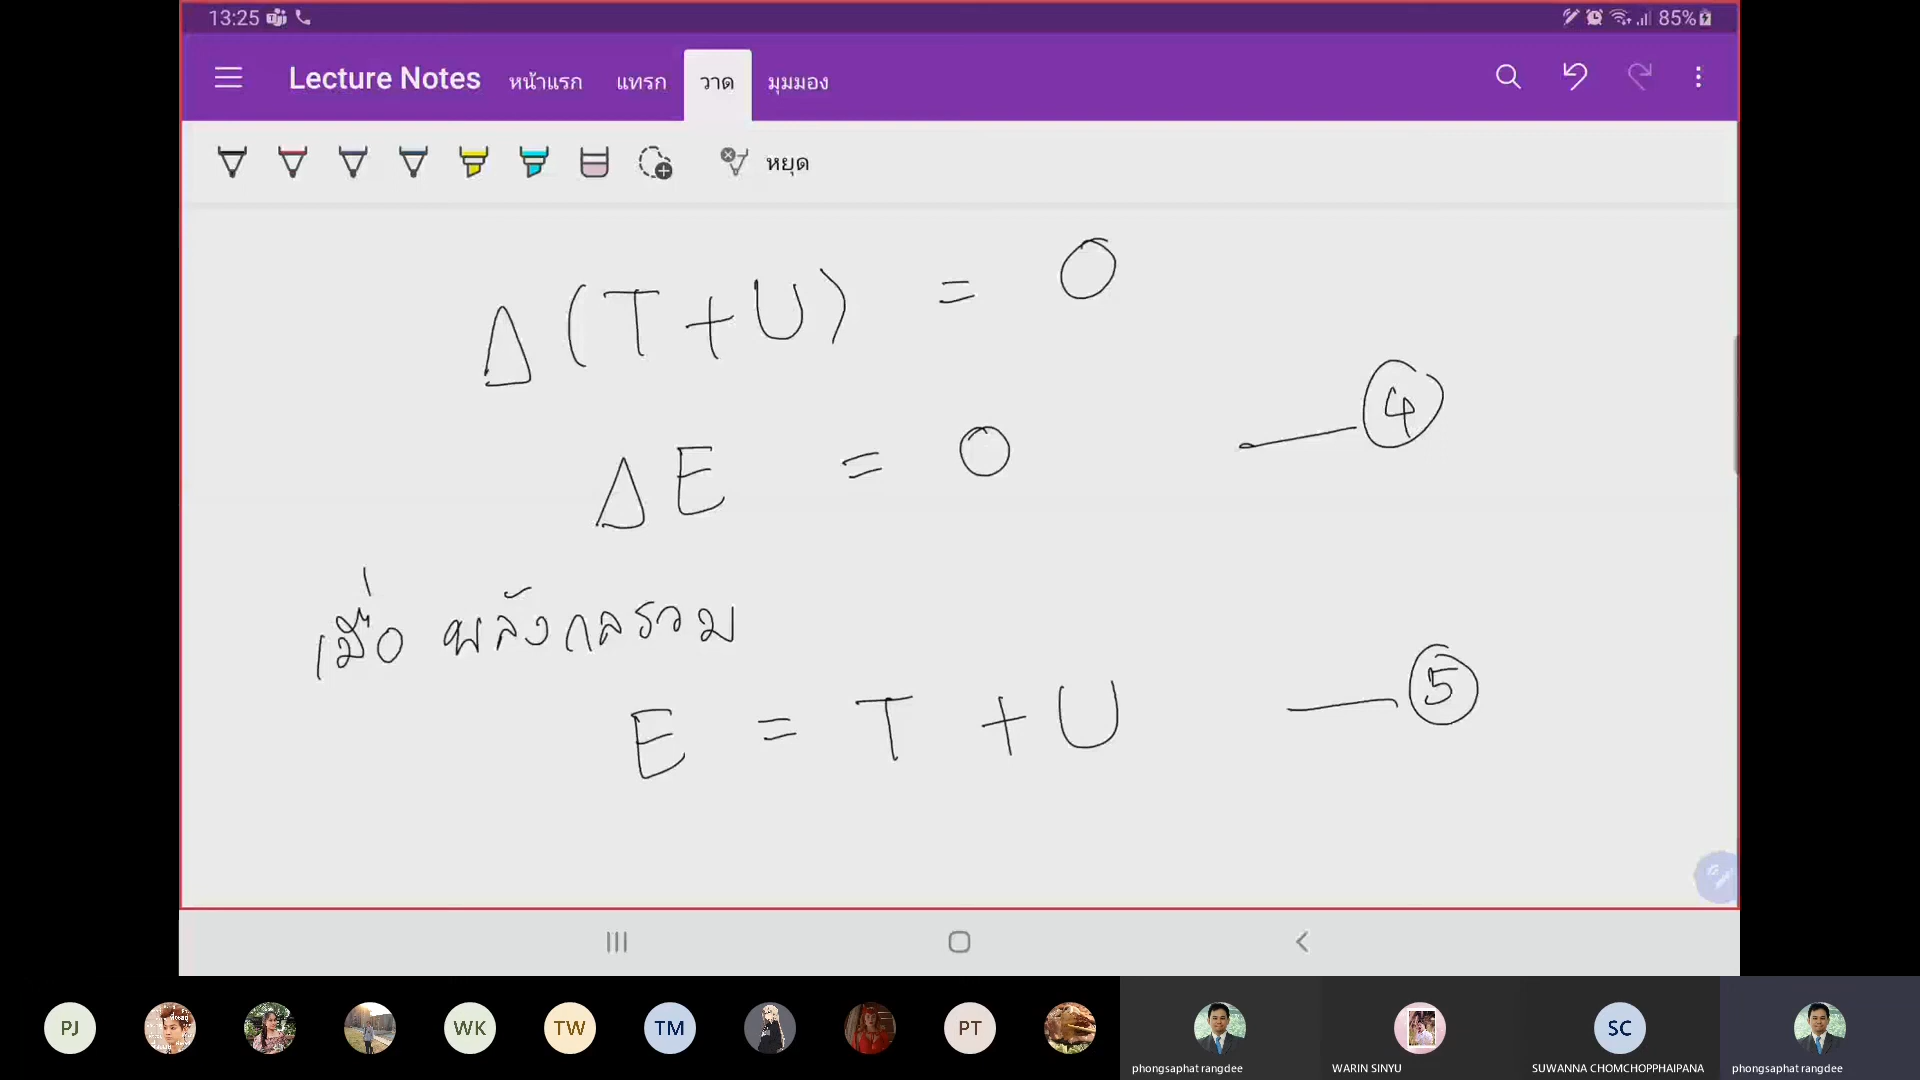 13:25 85%
Lecture Notes หน้าแรก แทรก วาด มุมมอง
หยุด
Δ(T+U) = 0
ΔE = 0 — ④
เมื่อ พลังกลรวม
E = T + U — ⑤
PJ WK TW TM PT SC
phongsaphat rangdee WARIN SINYU SUWANNA CHOMCHOPPHAIPANA phongsaphat rangdee